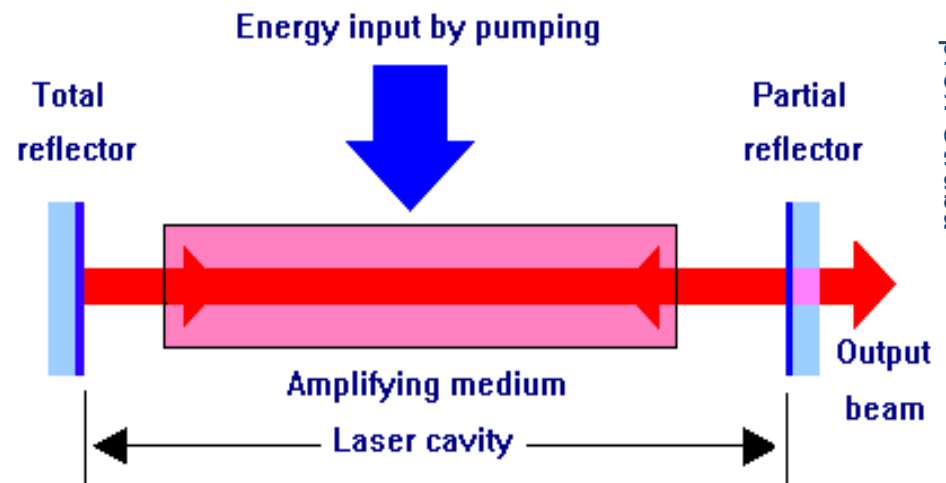 Energy input by pumping
Total
reflector
Partial
reflector
Amplifying medium
Laser cavity
Output
beam